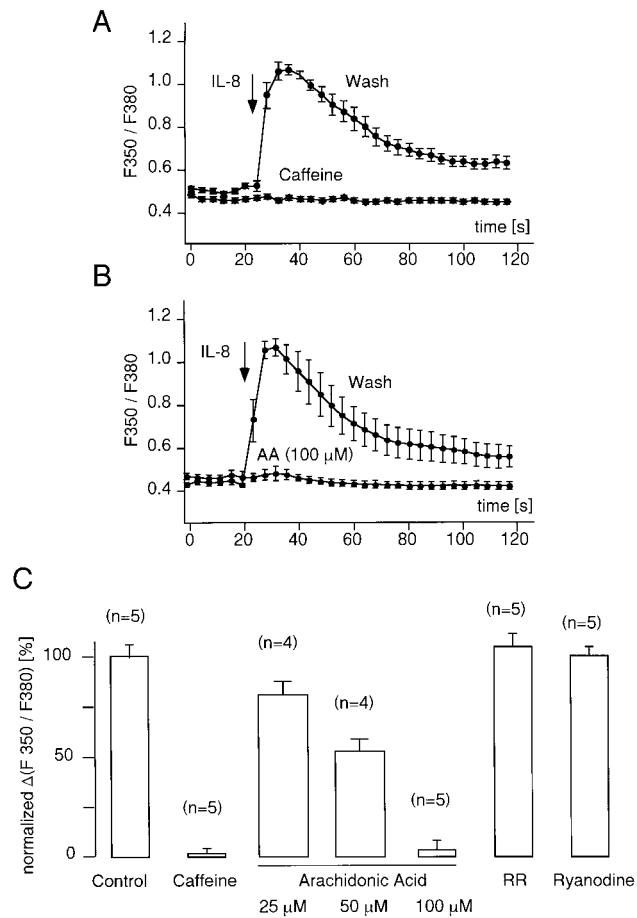 A
1.2
1.0
0.8
0.6
0.4
F350 / F380
IL-8
Wash
Caffeine
time [s]
0 20 40 60 80 100 120
B
1.2
1.0
0.8
0.6
0.4
F350 / F380
IL-8
Wash
AA (100 µM)
time [s]
0 20 40 60 80 100 120
C
normalized Δ(F 350 / F380) [%]
100
50
0
(n=5)
(n=5)
(n=4)
(n=4)
(n=5)
(n=5)
(n=5)
Control Caffeine Arachidonic Acid RR Ryanodine
25 µM 50 µM 100 µM